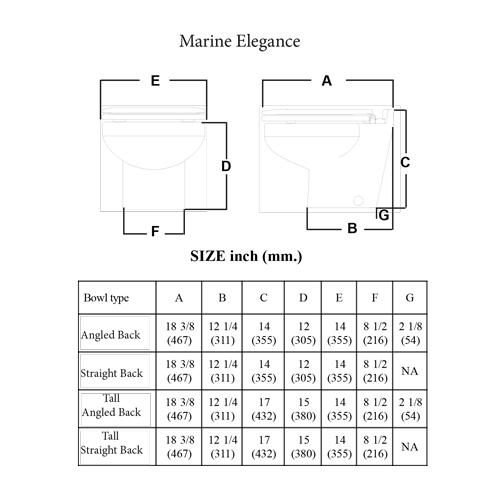 Marine Elegance
E A
D C
F B G
SIZE inch (mm.)
Bowl type A B C D E F G
Angled Back 18 3/8 (467) 12 1/4 (311) 14 (355) 12 (305) 14 (355) 8 1/2 (216) 2 1/8 (54)
Straight Back 18 3/8 (467) 12 1/4 (311) 14 (355) 12 (305) 14 (355) 8 1/2 (216) NA
Tall Angled Back 18 3/8 (467) 12 1/4 (311) 17 (432) 15 (380) 14 (355) 8 1/2 (216) 2 1/8 (54)
Tall Straight Back 18 3/8 (467) 12 1/4 (311) 17 (432) 15 (380) 14 (355) 8 1/2 (216) NA